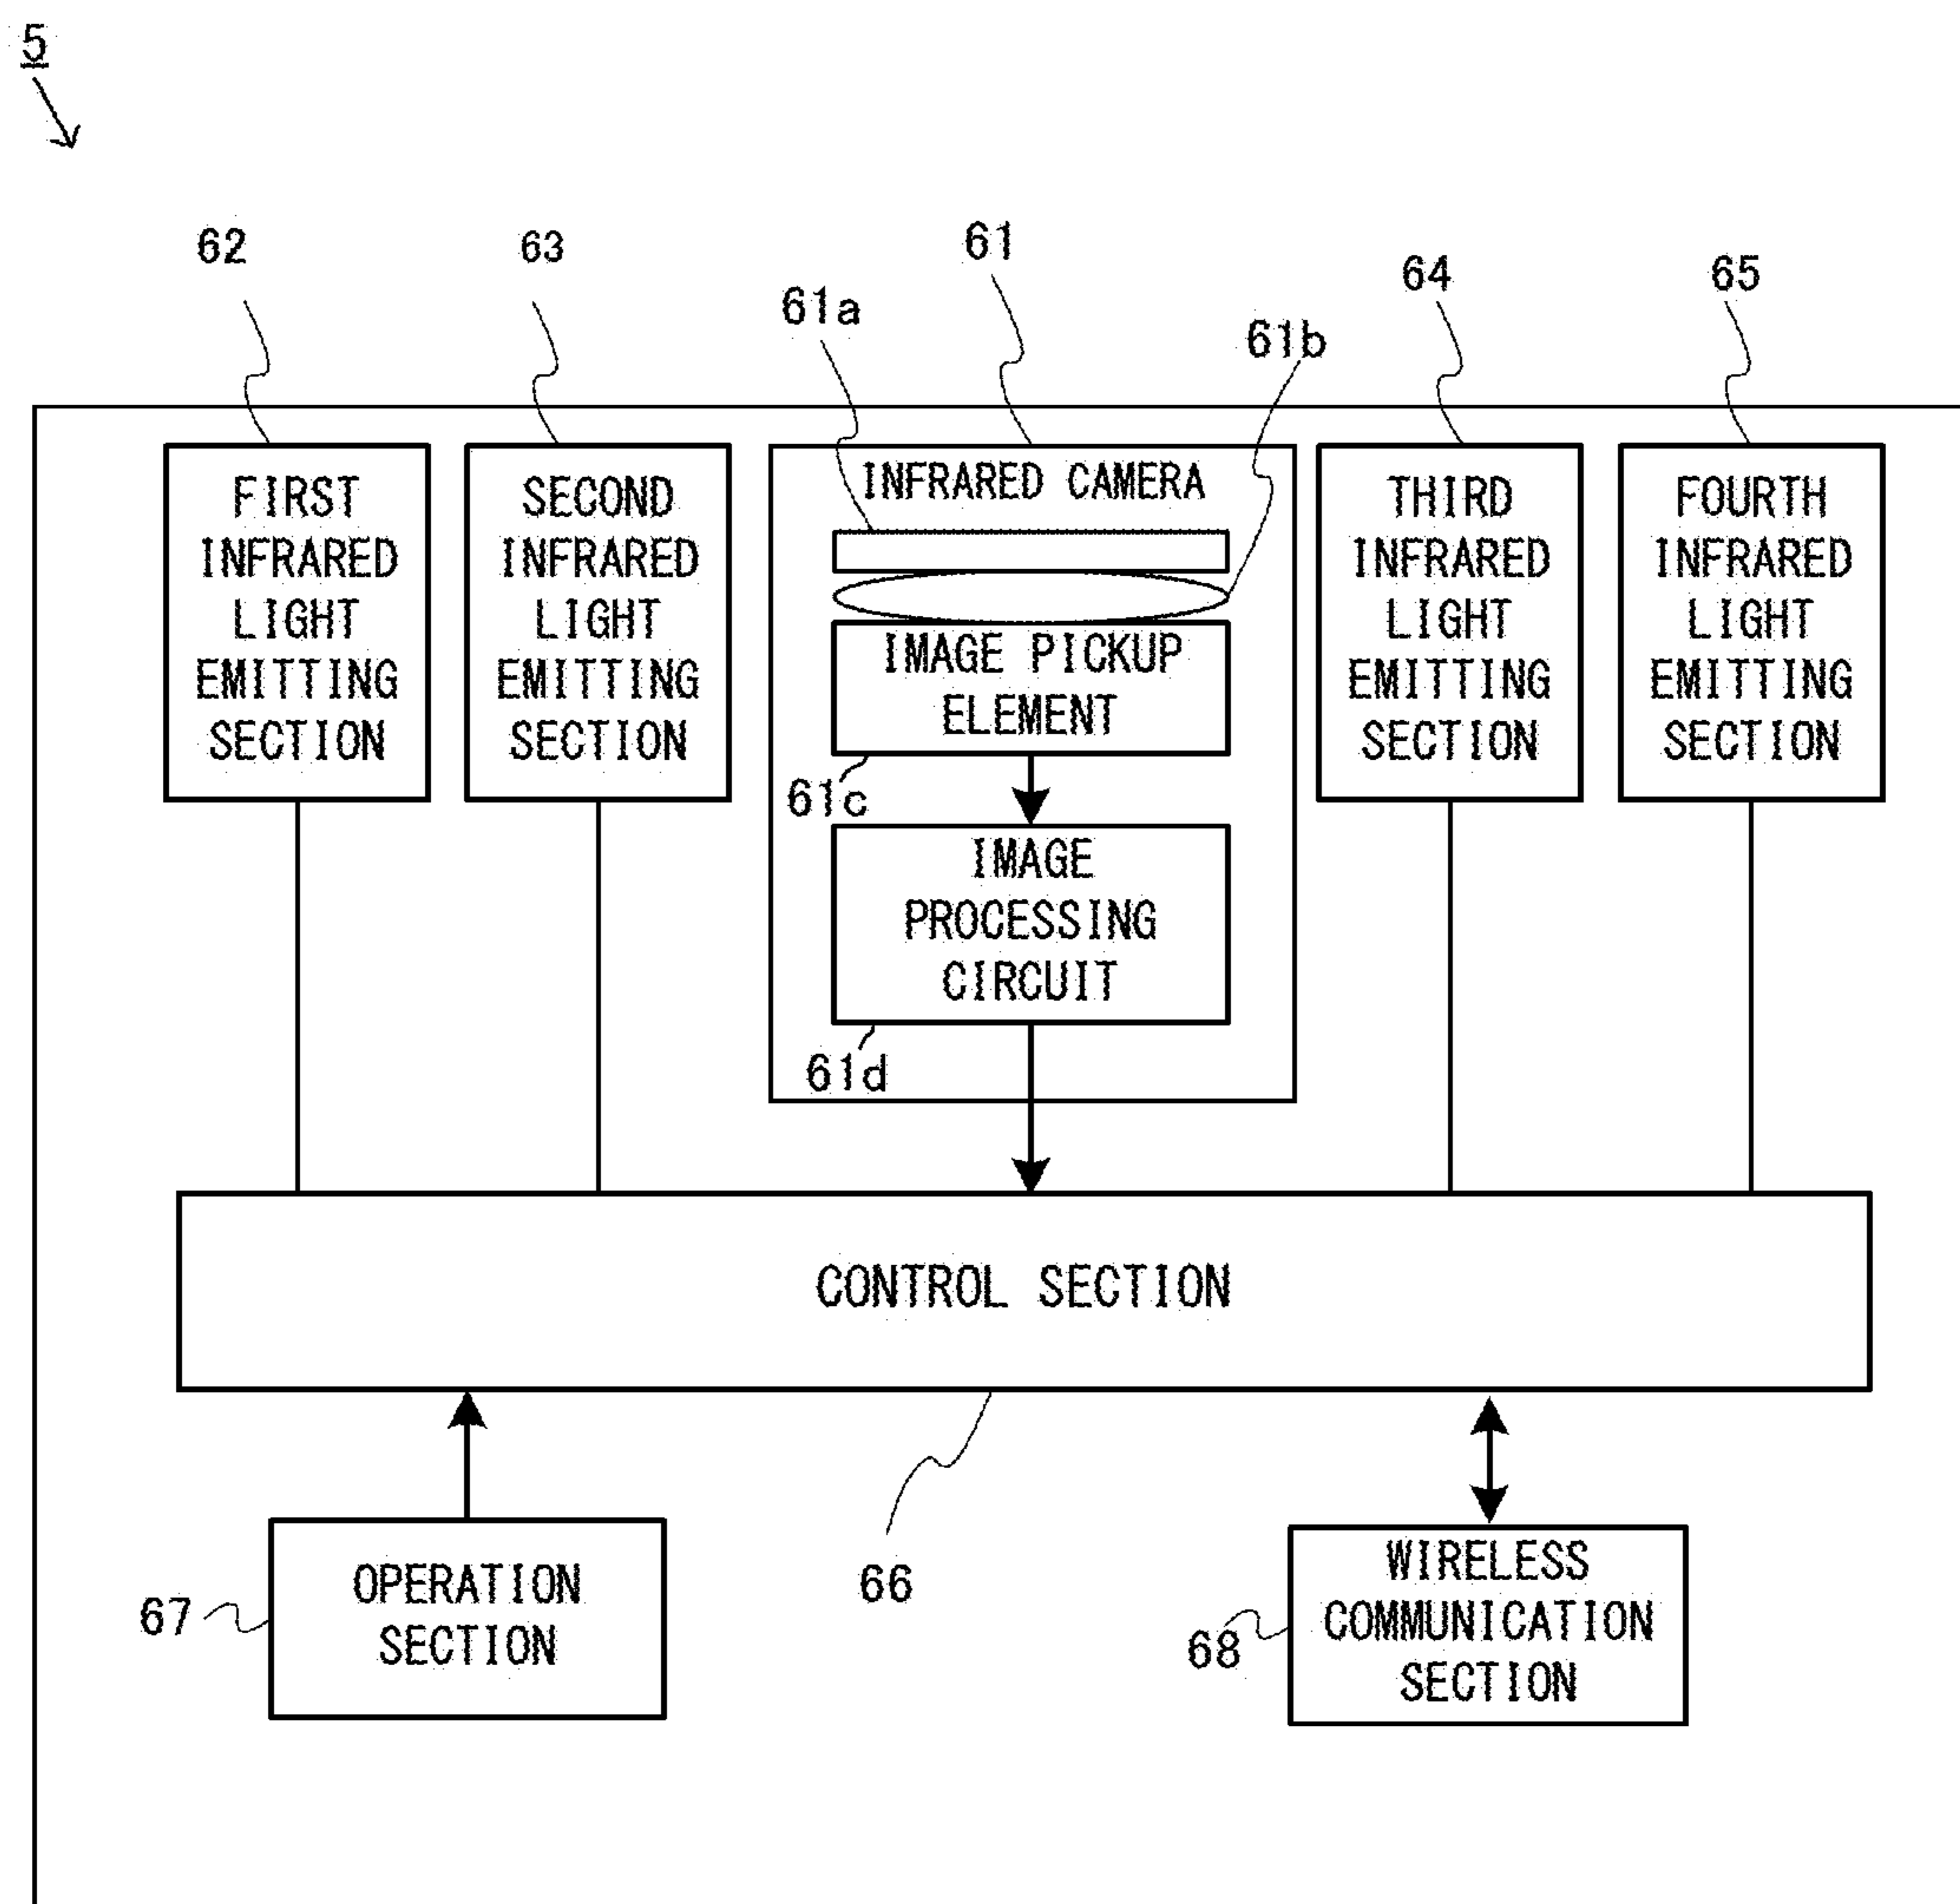 5
62
63
61
64
65
61a
61b
FIRST
INFRARED
LIGHT
EMITTING
SECTION
SECOND
INFRARED
LIGHT
EMITTING
SECTION
INFRARED CAMERA
IMAGE PICKUP
ELEMENT
61c
IMAGE
PROCESSING
CIRCUIT
61d
THIRD
INFRARED
LIGHT
EMITTING
SECTION
FOURTH
INFRARED
LIGHT
EMITTING
SECTION
CONTROL SECTION
66
67
OPERATION
SECTION
68
WIRELESS
COMMUNICATION
SECTION